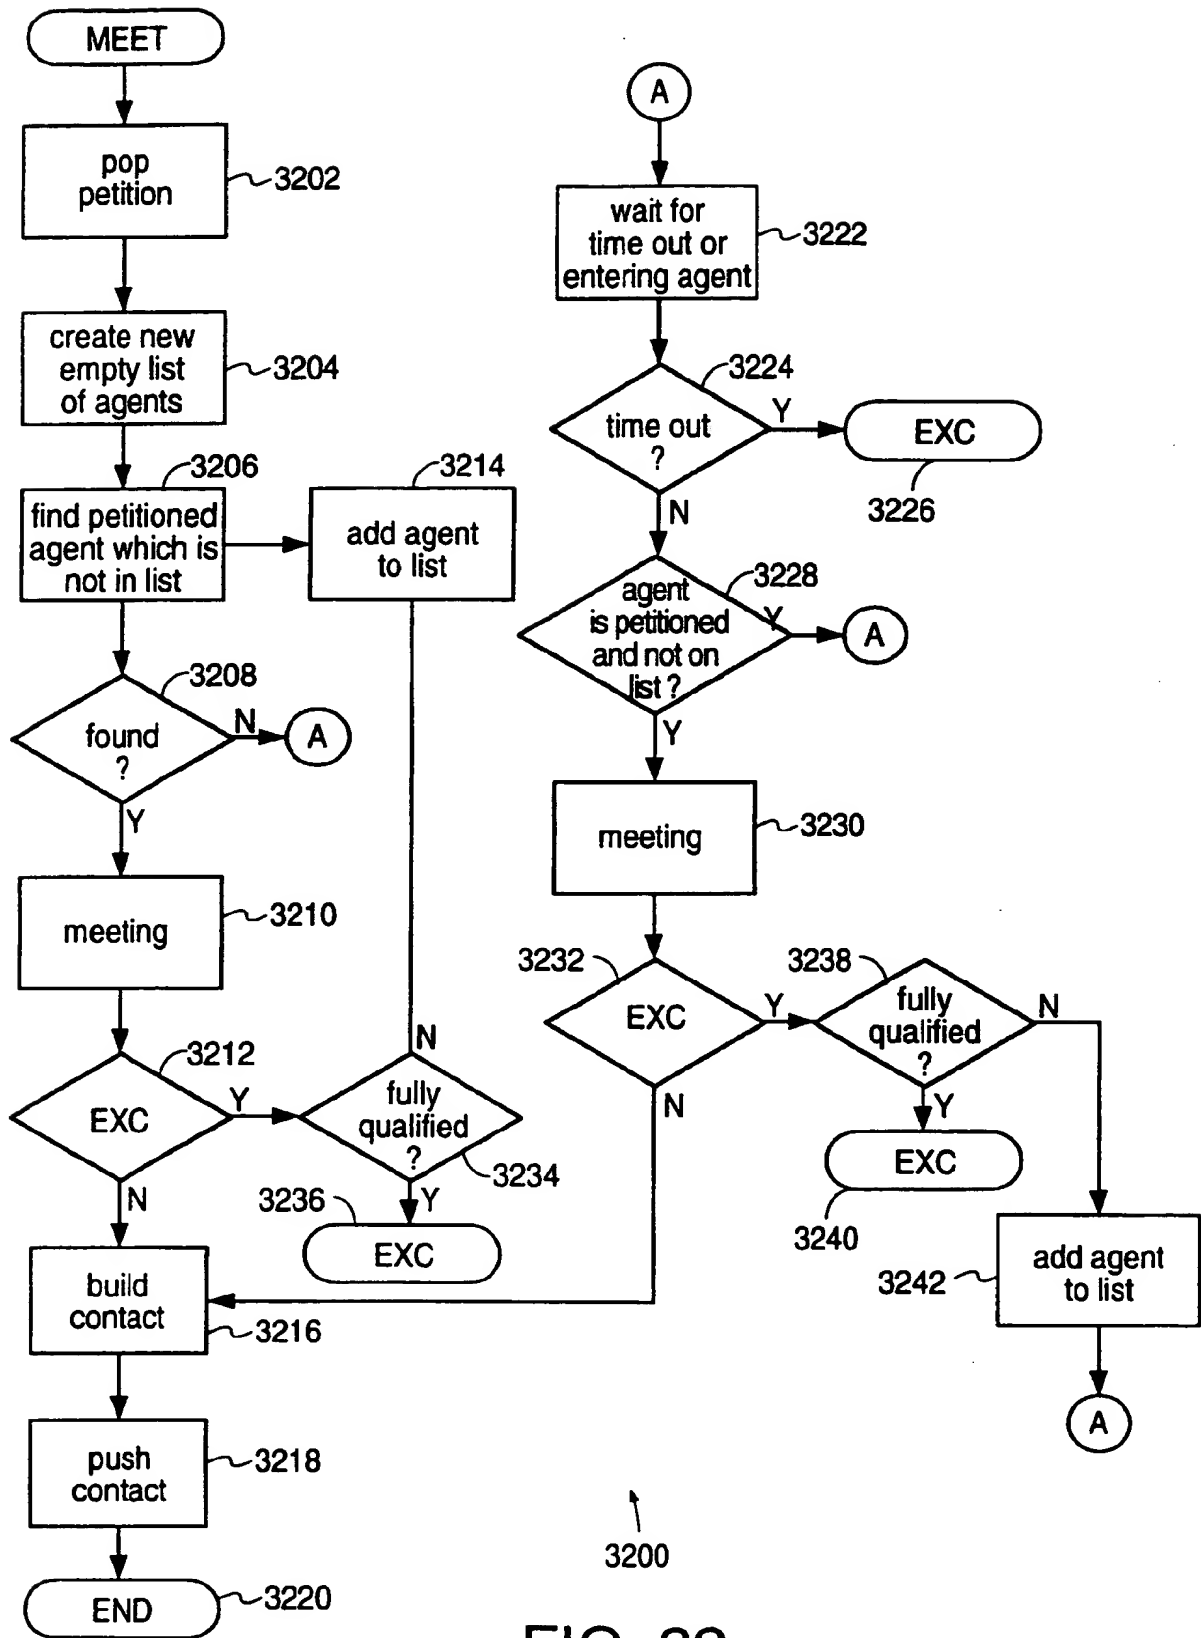 MEET
pop
petition
3202
create new
empty list
of agents
3204
3206
find petitioned
agent which is
not in list
3214
add agent
to list
3208
found
?
N
A
Y
meeting
3210
3212
EXC
Y
N
N
fully
qualified
?
3234
Y
3236
EXC
build
contact
3216
push
contact
3218
END
3220
A
wait for
time out or
entering agent
3222
3224
time out
?
Y
EXC
3226
N
3228
agent
is petitioned
and not on
list ?
Y
A
Y
meeting
3230
3232
EXC
Y
N
3238
fully
qualified
?
N
Y
EXC
3240
3242
add agent
to list
A
3200